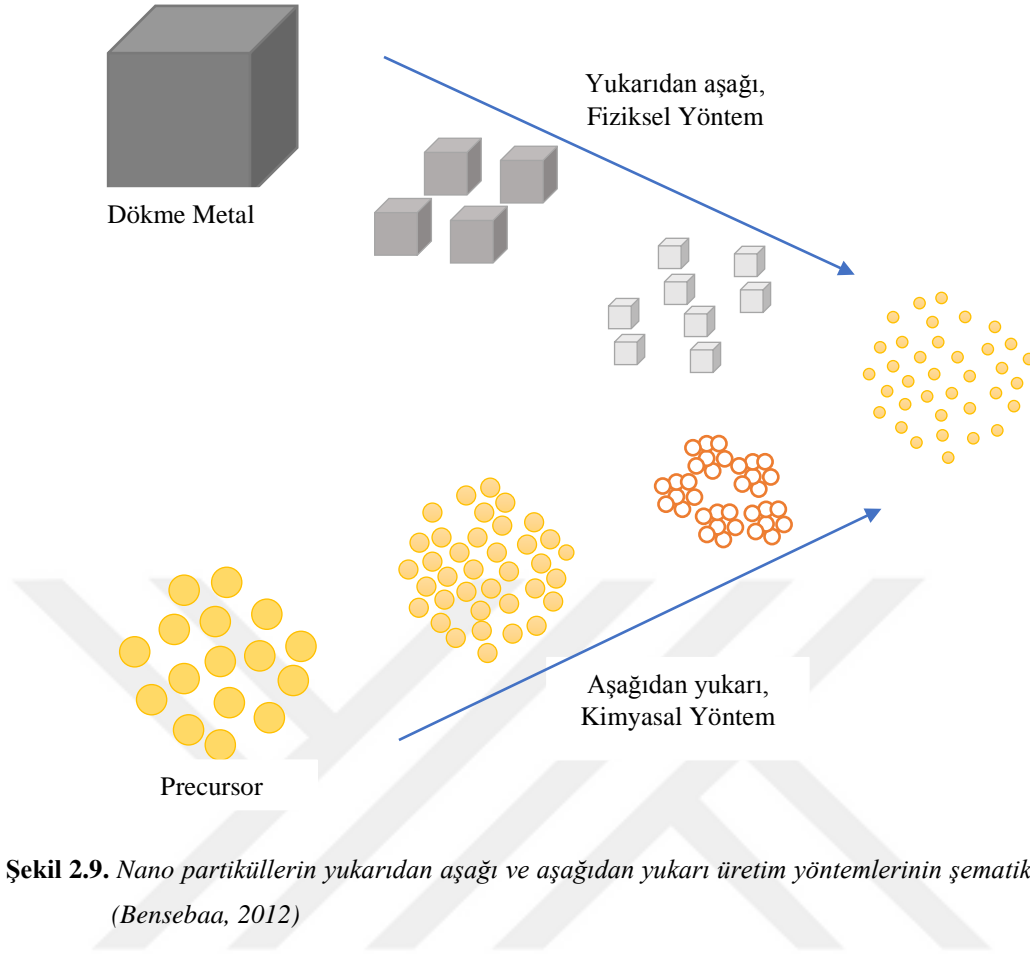 Yukarıdan aşağı,
Fiziksel Yöntem
Dökme Metal
Aşağıdan yukarı,
Kimyasal Yöntem
Precursor
Şekil 2.9. Nano partiküllerin yukarıdan aşağı ve aşağıdan yukarı üretim yöntemlerinin şematik
(Bensebaa, 2012)